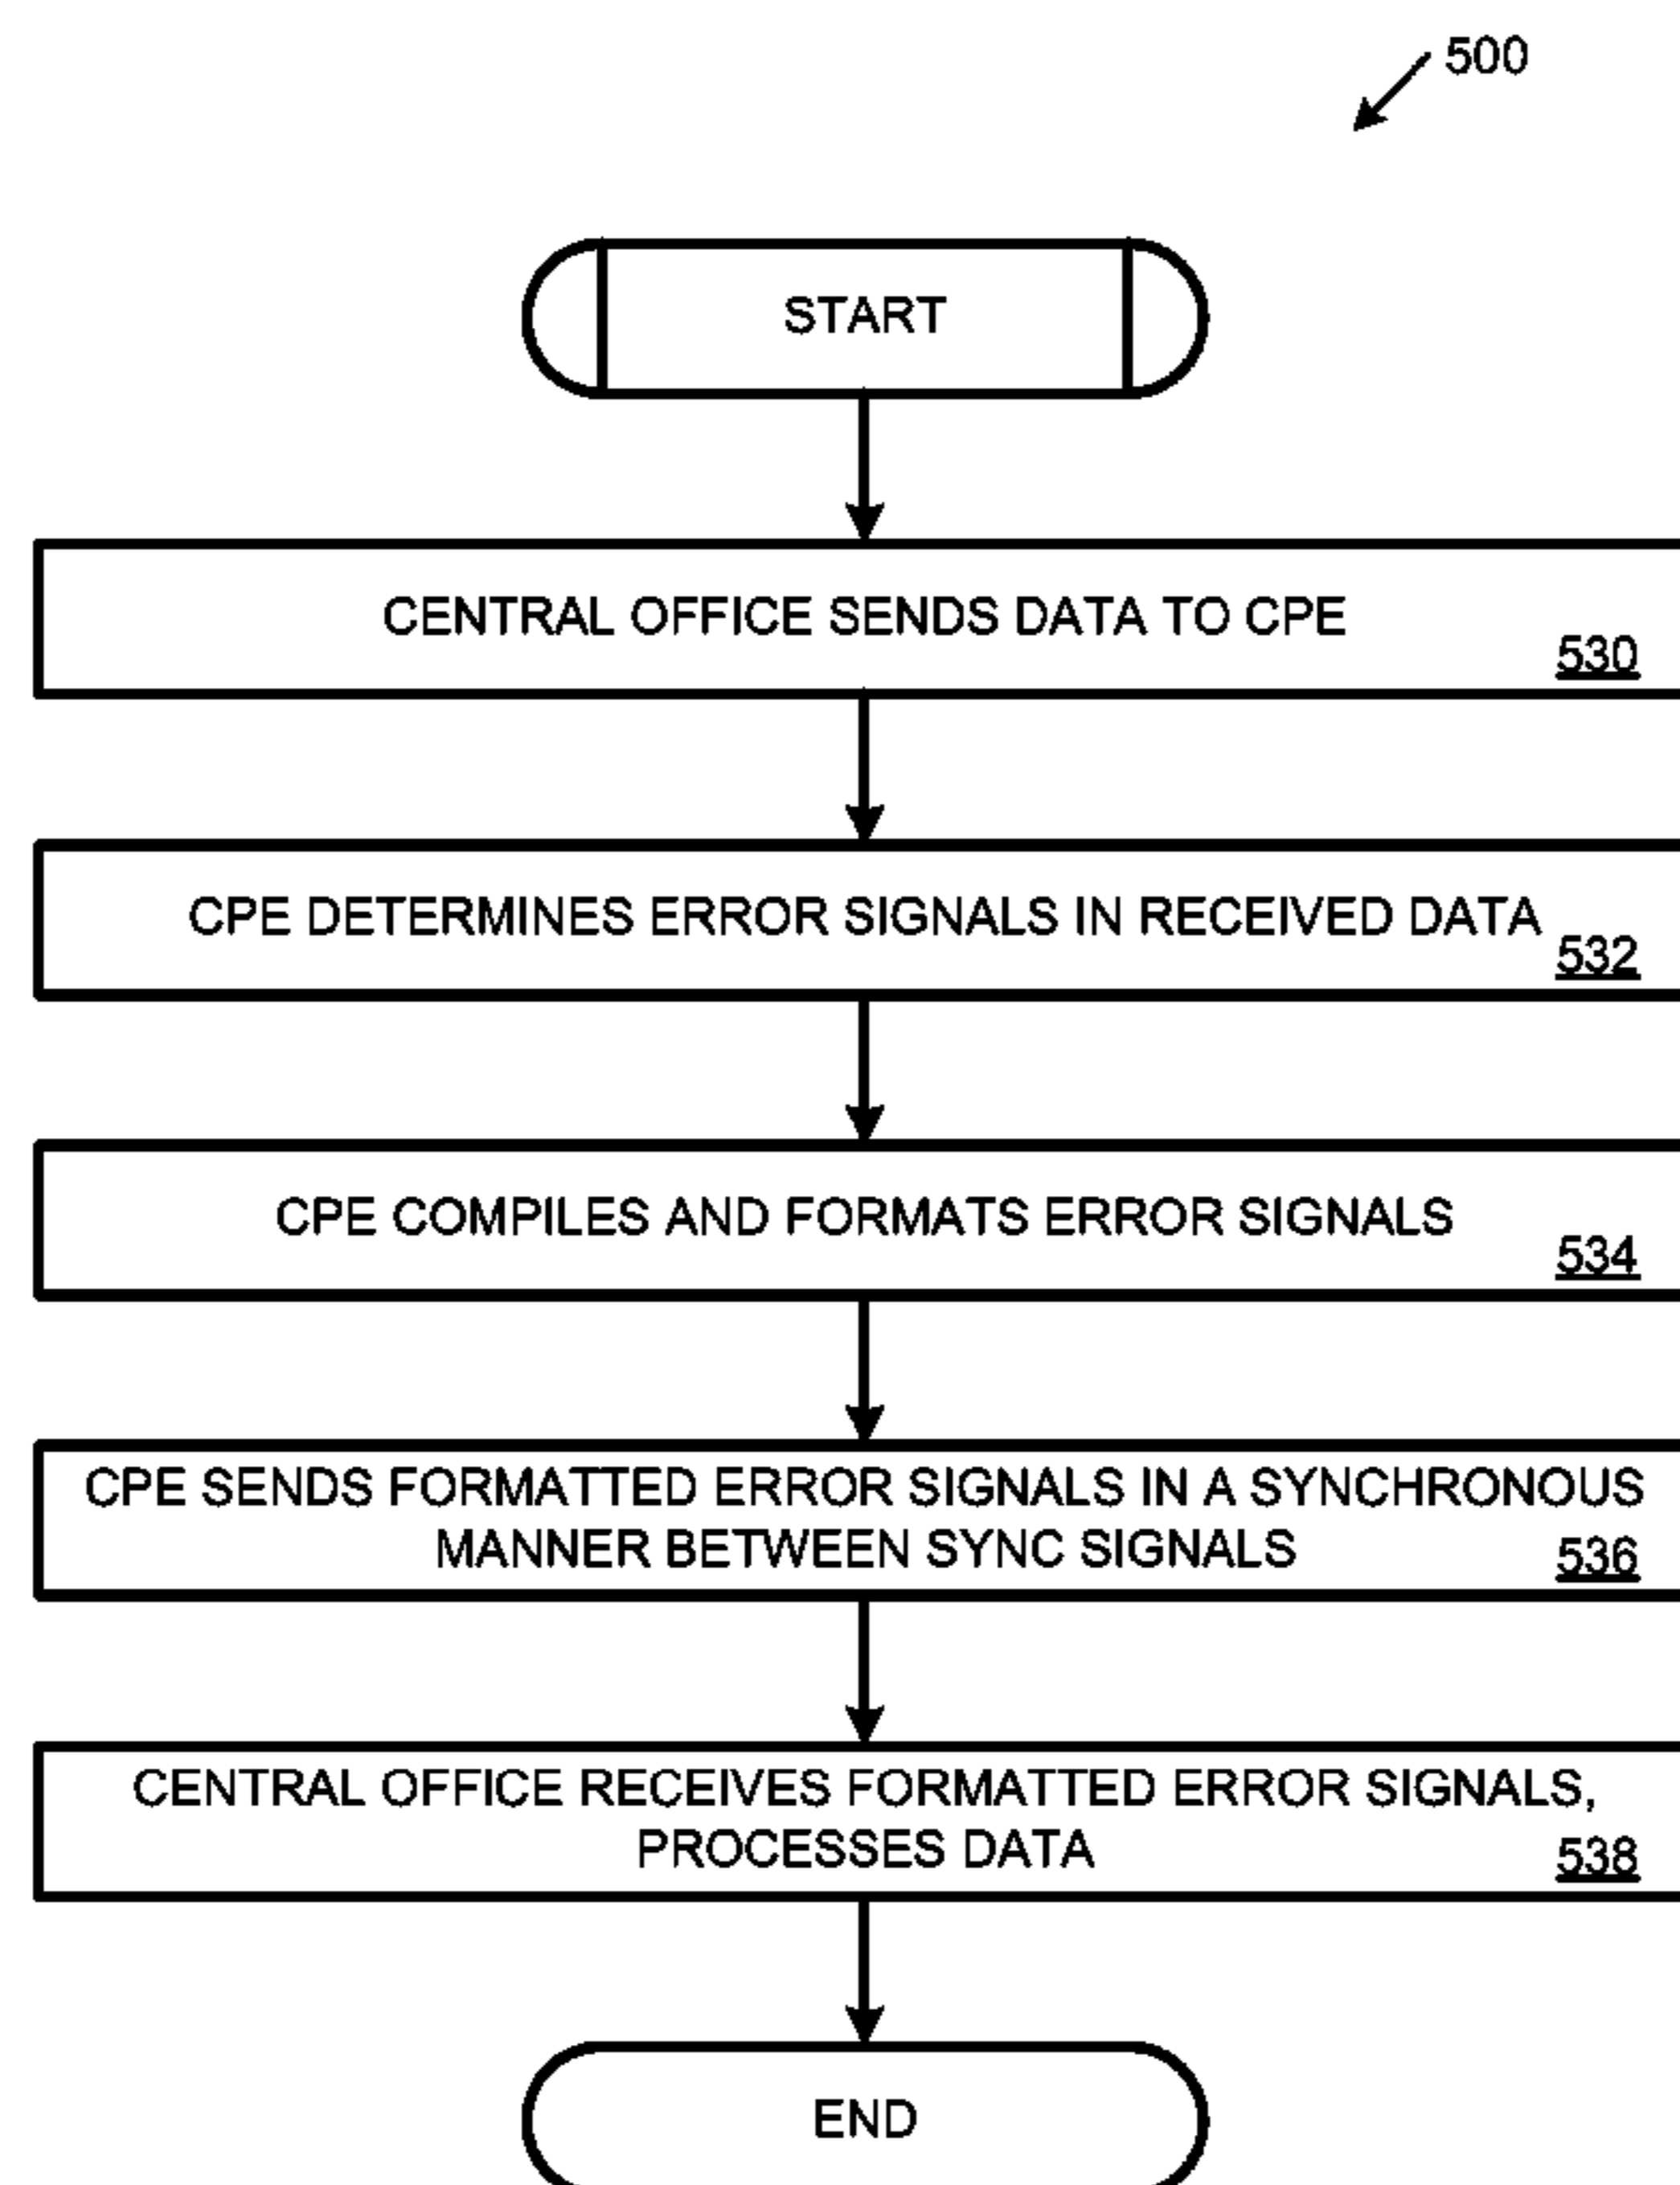 500
START
CENTRAL OFFICE SENDS DATA TO CPE
530
CPE DETERMINES ERROR SIGNALS IN RECEIVED DATA
532
CPE COMPILES AND FORMATS ERROR SIGNALS
534
CPE SENDS FORMATTED ERROR SIGNALS IN A SYNCHRONOUS
MANNER BETWEEN SYNC SIGNALS
536
CENTRAL OFFICE RECEIVES FORMATTED ERROR SIGNALS,
PROCESSES DATA
538
END